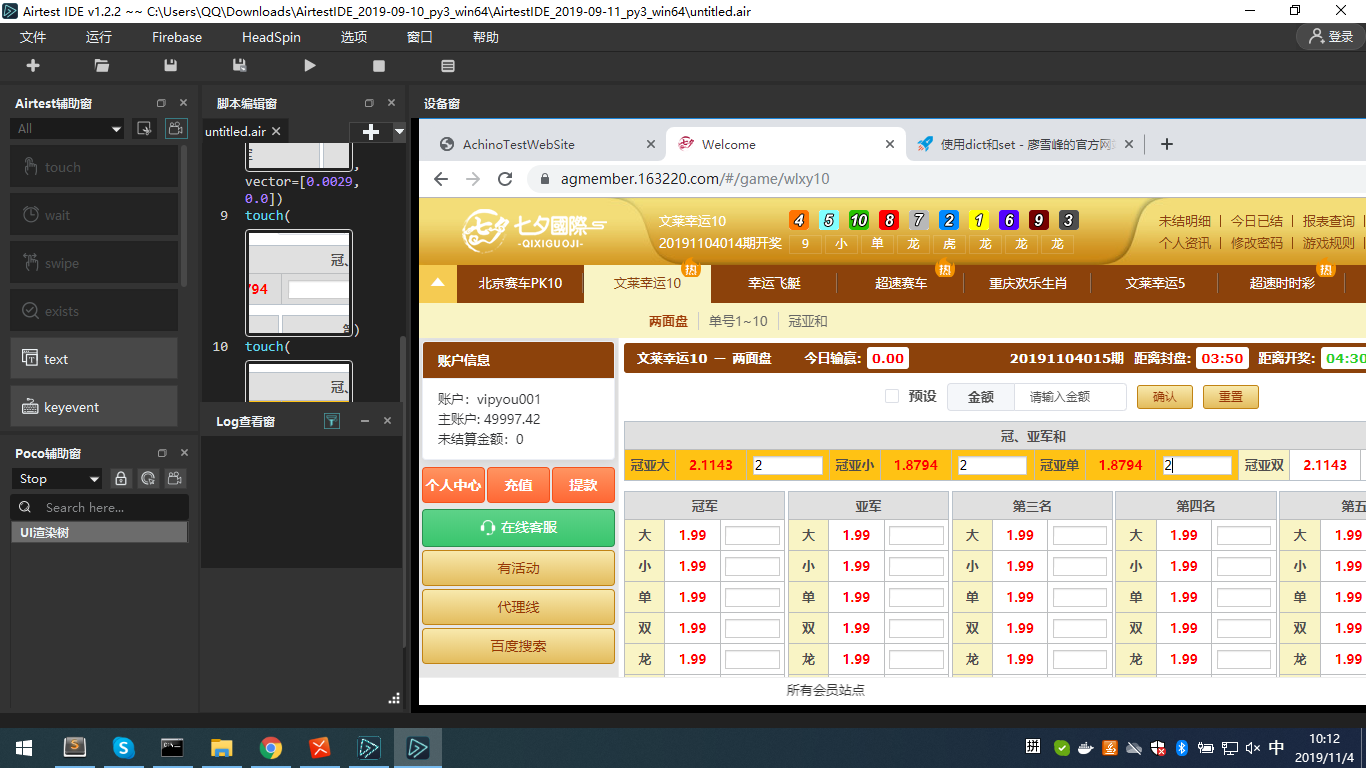 Airtest IDE v1.2.2 ~~ C:\Users\QQ\Downloads\AirtestIDE_2019-09-10_py3_win64\AirtestIDE_2019-09-11_py3_win64\untitled.air
文件 运行 Firebase HeadSpin 选项 窗口 帮助 登录
Airtest辅助窗
All
touch
wait
swipe
exists
text
keyevent
Poco辅助窗
Stop
Search here...
UI渲染树
脚本编辑窗
untitled.air
,
vector=[0.0029,
0.0])
9 touch(
冠、
794
)
10 touch(
冠、
Log查看窗
设备窗
AchinoTestWebSite Welcome 使用dict和set - 廖雪峰的官方网
agmember.163220.com/#/game/wlxy10
七夕國際
-QIXIGUOJI-
文莱幸运10 4 5 10 8 7 2 1 6 9 3
20191104014期开奖 9 小 单 龙 虎 龙 龙 龙
未结明细 | 今日已结 | 报表查询 |
个人资讯 | 修改密码 | 游戏规则 |
热 热 热
北京赛车PK10 文莱幸运10 幸运飞艇 超速赛车 重庆欢乐生肖 文莱幸运5 超速时时彩
两面盘 单号1~10 冠亚和
账户信息
账户：vipyou001
主账户: 49997.42
未结算金额：0
个人中心 充值 提款
在线客服
有活动
代理线
百度搜索
文莱幸运10 — 两面盘 今日输赢: 0.00 20191104015期 距离封盘: 03:50 距离开奖: 04:30
预设 金额 请输入金额 确认 重置
冠、亚军和
冠亚大 2.1143 2 冠亚小 1.8794 2 冠亚单 1.8794 2 冠亚双 2.1143
冠军 亚军 第三名 第四名 第五
大 1.99 大 1.99 大 1.99 大 1.99 大 1.99
小 1.99 小 1.99 小 1.99 小 1.99 小 1.99
单 1.99 单 1.99 单 1.99 单 1.99 单 1.99
双 1.99 双 1.99 双 1.99 双 1.99 双 1.99
龙 1.99 龙 1.99 龙 1.99 龙 1.99 龙 1.99
所有会员站点
拼 中 10:12
2019/11/4